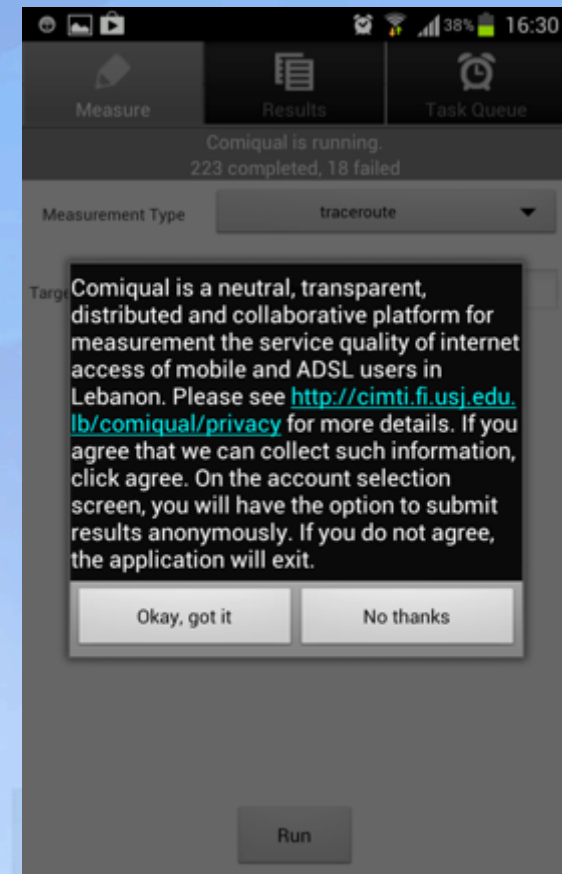 38% 16:30
Measure Results Task Queue
Comiqual is running.
223 completed, 18 failed
Measurement Type traceroute
Targe
Comiqual is a neutral, transparent,
distributed and collaborative platform for
measurement the service quality of internet
access of mobile and ADSL users in
Lebanon. Please see http://cimti.fi.usj.edu.
lb/comiqual/privacy for more details. If you
agree that we can collect such information,
click agree. On the account selection
screen, you will have the option to submit
results anonymously. If you do not agree,
the application will exit.
Okay, got it No thanks
Run